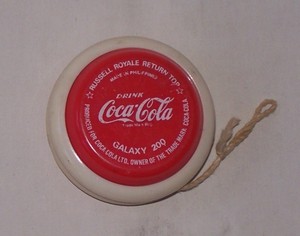 ★ RUSSELL ROYALE RETURN TOP ★
MADE IN PHILIPPINES
DRINK
Coca-Cola
GALAXY 200
PRODUCED FOR COCA-COLA LTD, OWNER OF THE TRADE MARK COCA-COLA